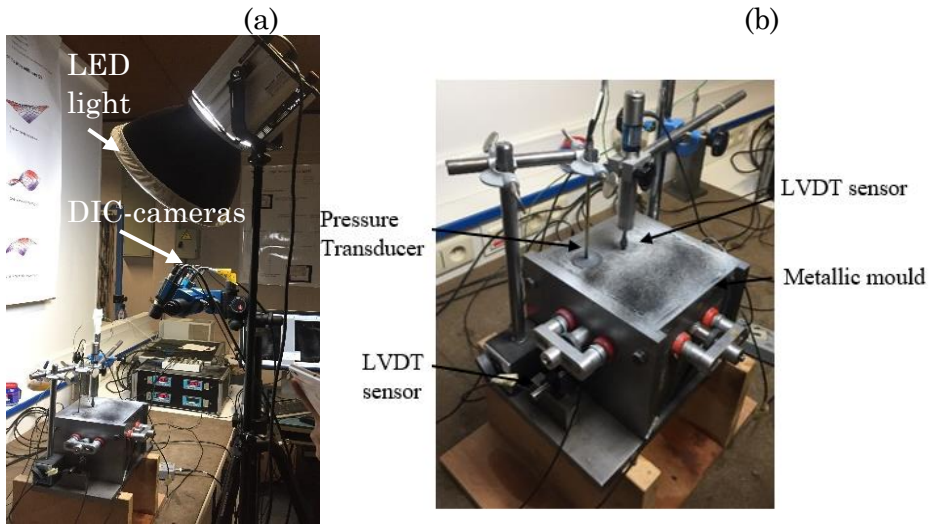 (a)
(b)
LED
light
DIC-cameras
Pressure
Transducer
LVDT
sensor
LVDT sensor
Metallic mould